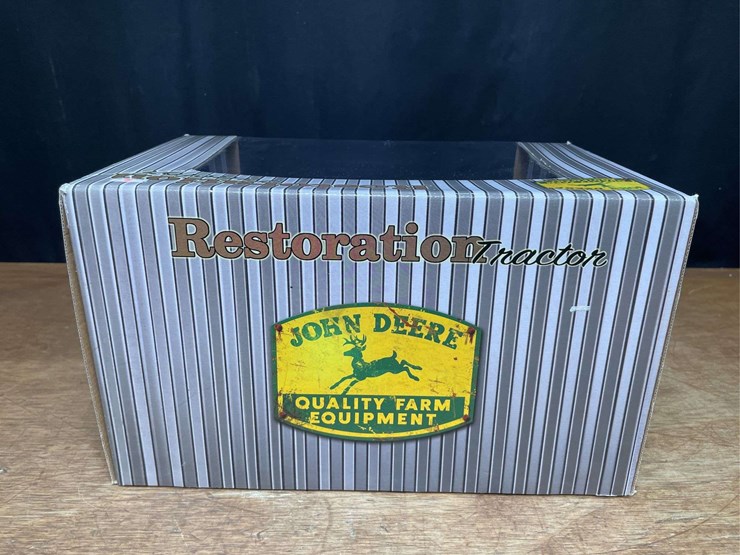 Restoration Tractor
JOHN DEERE
QUALITY FARM
EQUIPMENT